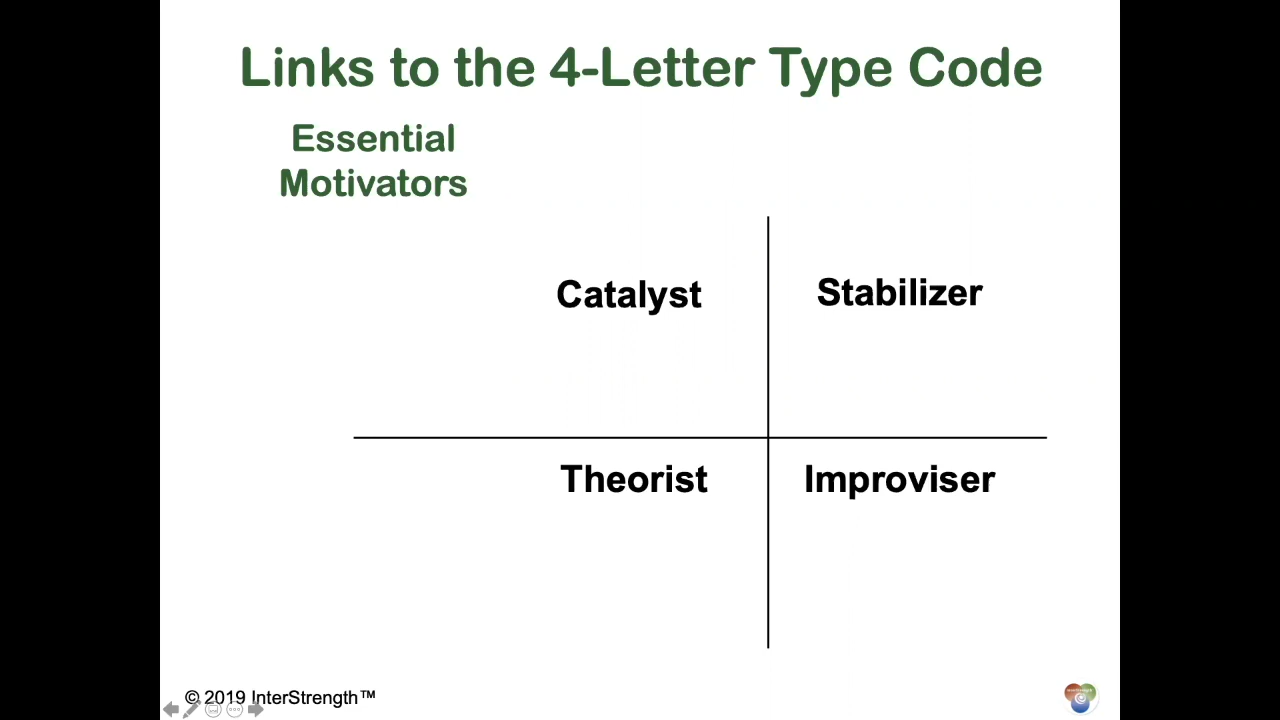 Links to the 4-Letter Type Code
Essential
Motivators
Catalyst
Stabilizer
Theorist
Improviser
© 2019 InterStrength™